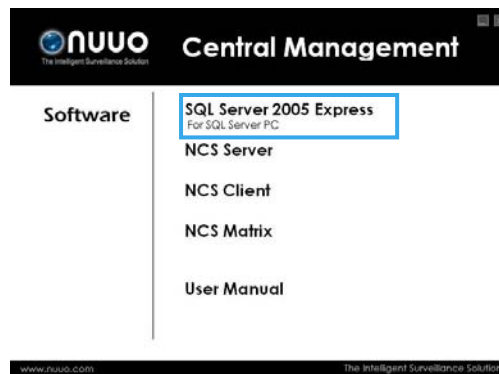 nuuo
The Intelligent Surveillance Solution
Central Management
Software
SQL Server 2005 Express
For SQL Server PC
NCS Server
NCS Client
NCS Matrix
User Manual
www.nuuo.com
The Intelligent Surveillance Solution